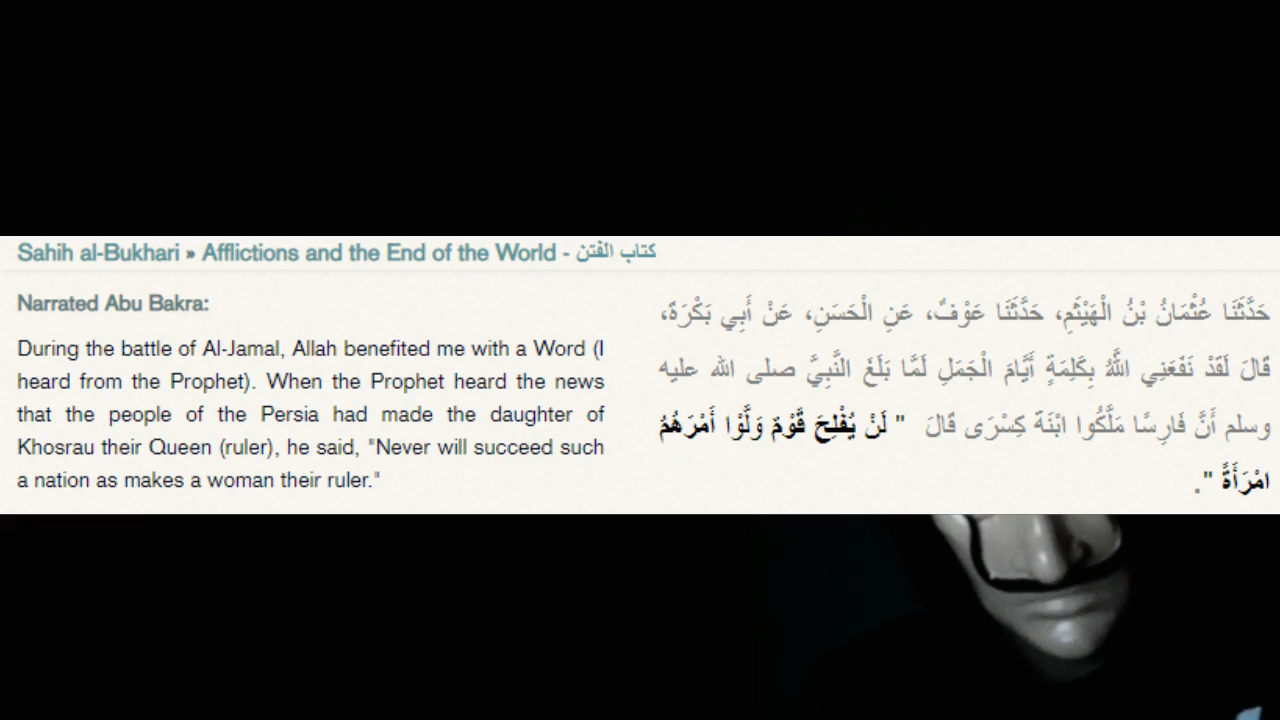 Sahih al-Bukhari » Afflictions and the End of the World - كتاب الفتن
Narrated Abu Bakra:
During the battle of Al-Jamal, Allah benefited me with a Word (I
heard from the Prophet). When the Prophet heard the news
that the people of the Persia had made the daughter of
Khosrau their Queen (ruler), he said, "Never will succeed such
a nation as makes a woman their ruler."
حَدَّثَنَا عُثْمَانُ بْنُ الْهَيْثَمِ، حَدَّثَنَا عَوْفٌ، عَنِ الْحَسَنِ، عَنْ أَبِي بَكْرَةَ،
قَالَ لَقَدْ نَفَعَنِي اللَّهُ بِكَلِمَةٍ أَيَّامَ الْجَمَلِ لَمَّا بَلَغَ النَّبِيَّ صلى الله عليه
وسلم أَنَّ فَارِسًا مَلَّكُوا ابْنَةَ كِسْرَى قَالَ " لَنْ يُفْلِحَ قَوْمٌ وَلَّوْا أَمْرَهُمُ
امْرَأَةً ".